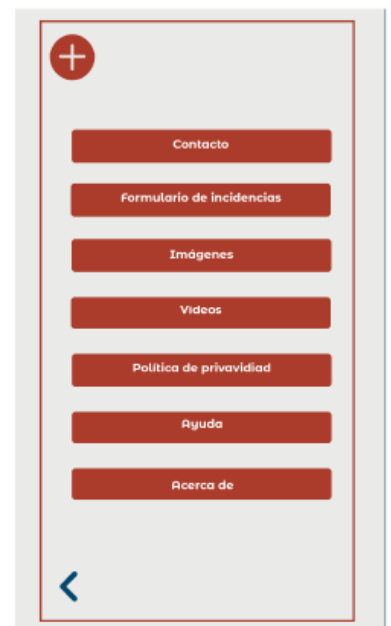 Contacto
Formulario de incidencias
Imágenes
Videos
Política de privavidiad
Ayuda
Acerca de